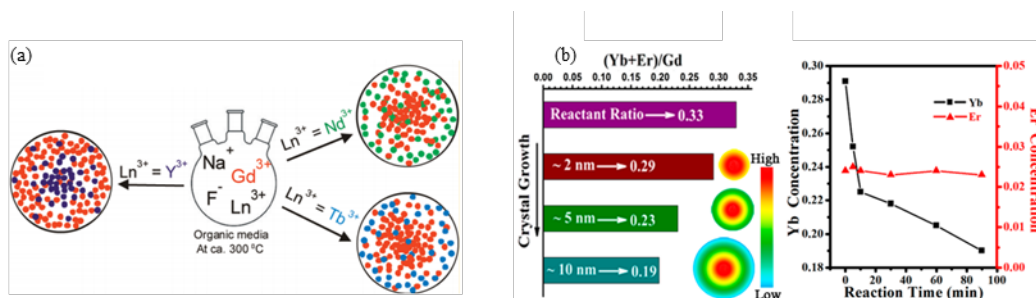 (a)
Ln³⁺ = Y³⁺
Na⁺
Gd³⁺
F⁻
Ln³⁺
Organic media
At ca. 300 ⁰C
Ln³⁺ = Nd³⁺
Ln³⁺ = Tb³⁺
(b)
(Yb+Er)/Gd
0.00 0.05 0.10 0.15 0.20 0.25 0.30 0.35
Crystal Growth
Reactant Ratio → 0.33
~ 2 nm → 0.29
~ 5 nm → 0.23
~ 10 nm → 0.19
High
Low
Yb Concentration
0.30
0.28
0.26
0.24
0.22
0.20
0.18
Yb
Er
0.05
0.04
0.03
0.02
0.01
0.00
Er Concentration
0 20 40 60 80 100
Reaction Time (min)